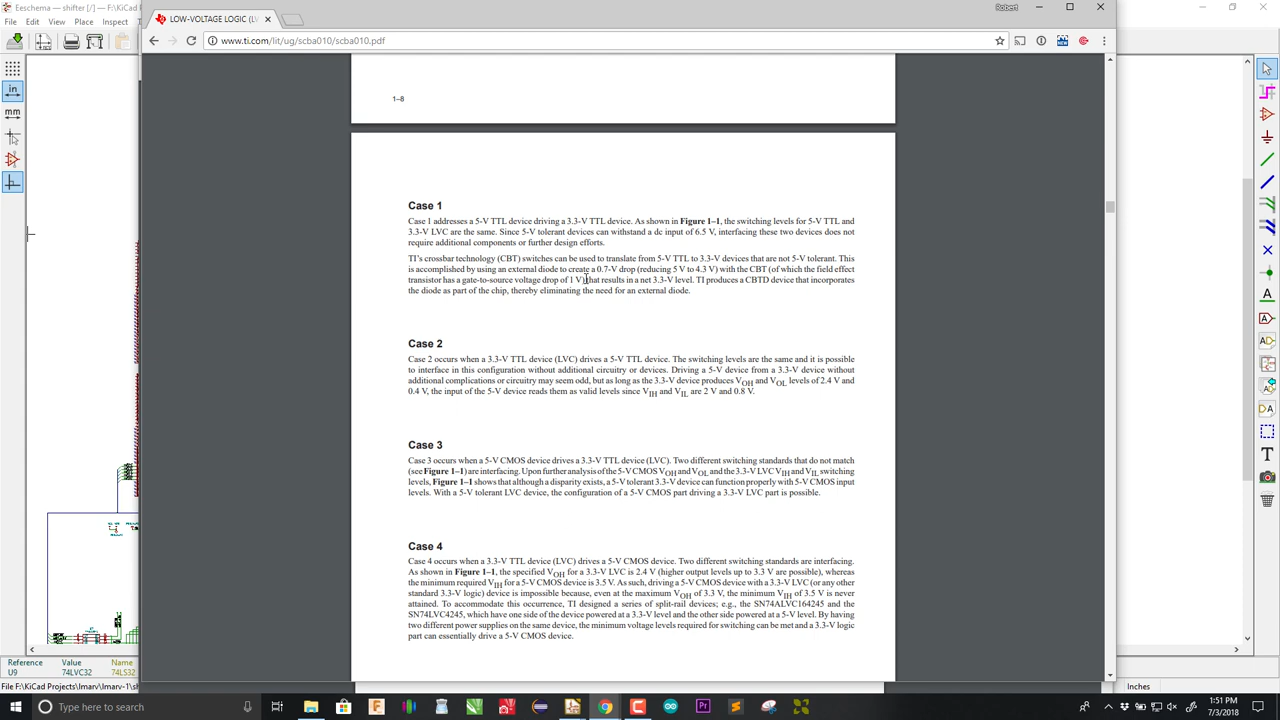 Eeschema — shifter (
LOW-VOLTAGE LOGIC (LV
Robert
File Edit View Place Inspect
www.ti.com/lit/ug/scba010/scba010.pdf
in
mm
1–8
Case 1
Case 1 addresses a 5-V TTL device driving a 3.3-V TTL device. As shown in Figure 1–1, the switching levels for 5-V TTL and
3.3-V LVC are the same. Since 5-V tolerant devices can withstand a dc input of 6.5 V, interfacing these two devices does not
require additional components or further design efforts.
TI's crossbar technology (CBT) switches can be used to translate from 5-V TTL to 3.3-V devices that are not 5-V tolerant. This
is accomplished by using an external diode to create a 0.7-V drop (reducing 5 V to 4.3 V) with the CBT (of which the field effect
transistor has a gate-to-source voltage drop of 1 V) that results in a net 3.3-V level. TI produces a CBTD device that incorporates
the diode as part of the chip, thereby eliminating the need for an external diode.
Case 2
Case 2 occurs when a 3.3-V TTL device (LVC) drives a 5-V TTL device. The switching levels are the same and it is possible
to interface in this configuration without additional circuitry or devices. Driving a 5-V device from a 3.3-V device without
additional complications or circuitry may seem odd, but as long as the 3.3-V device produces VOH and VOL levels of 2.4 V and
0.4 V, the input of the 5-V device reads them as valid levels since VIH and VIL are 2 V and 0.8 V.
Case 3
Case 3 occurs when a 5-V CMOS device drives a 3.3-V TTL device (LVC). Two different switching standards that do not match
(see Figure 1–1) are interfacing. Upon further analysis of the 5-V CMOS VOH and VOL and the 3.3-V LVC VIH and VIL switching
levels, Figure 1–1 shows that although a disparity exists, a 5-V tolerant 3.3-V device can function properly with 5-V CMOS input
levels. With a 5-V tolerant LVC device, the configuration of a 5-V CMOS part driving a 3.3-V LVC part is possible.
Case 4
Case 4 occurs when a 3.3-V TTL device (LVC) drives a 5-V CMOS device. Two different switching standards are interfacing.
As shown in Figure 1–1, the specified VOH for a 3.3-V LVC is 2.4 V (higher output levels up to 3.3 V are possible), whereas
the minimum required VIH for a 5-V CMOS device is 3.5 V. As such, driving a 5-V CMOS device with a 3.3-V LVC (or any other
standard 3.3-V logic) device is impossible because, even at the maximum VOH of 3.3 V, the minimum VIH of 3.5 V is never
attained. To accommodate this occurrence, TI designed a series of split-rail devices; e.g., the SN74ALVC164245 and the
SN74LVC4245, which have one side of the device powered at a 3.3-V level and the other side powered at a 5-V level. By having
two different power supplies on the same device, the minimum voltage levels required for switching can be met and a 3.3-V logic
part can essentially drive a 5-V CMOS device.
Reference Value Name
U9 74LVC32 74LS32
File F:\KiCad Projects\lmarv\lmarv-1\sh
Inches
Type here to search
1:51 PM
7/3/2018